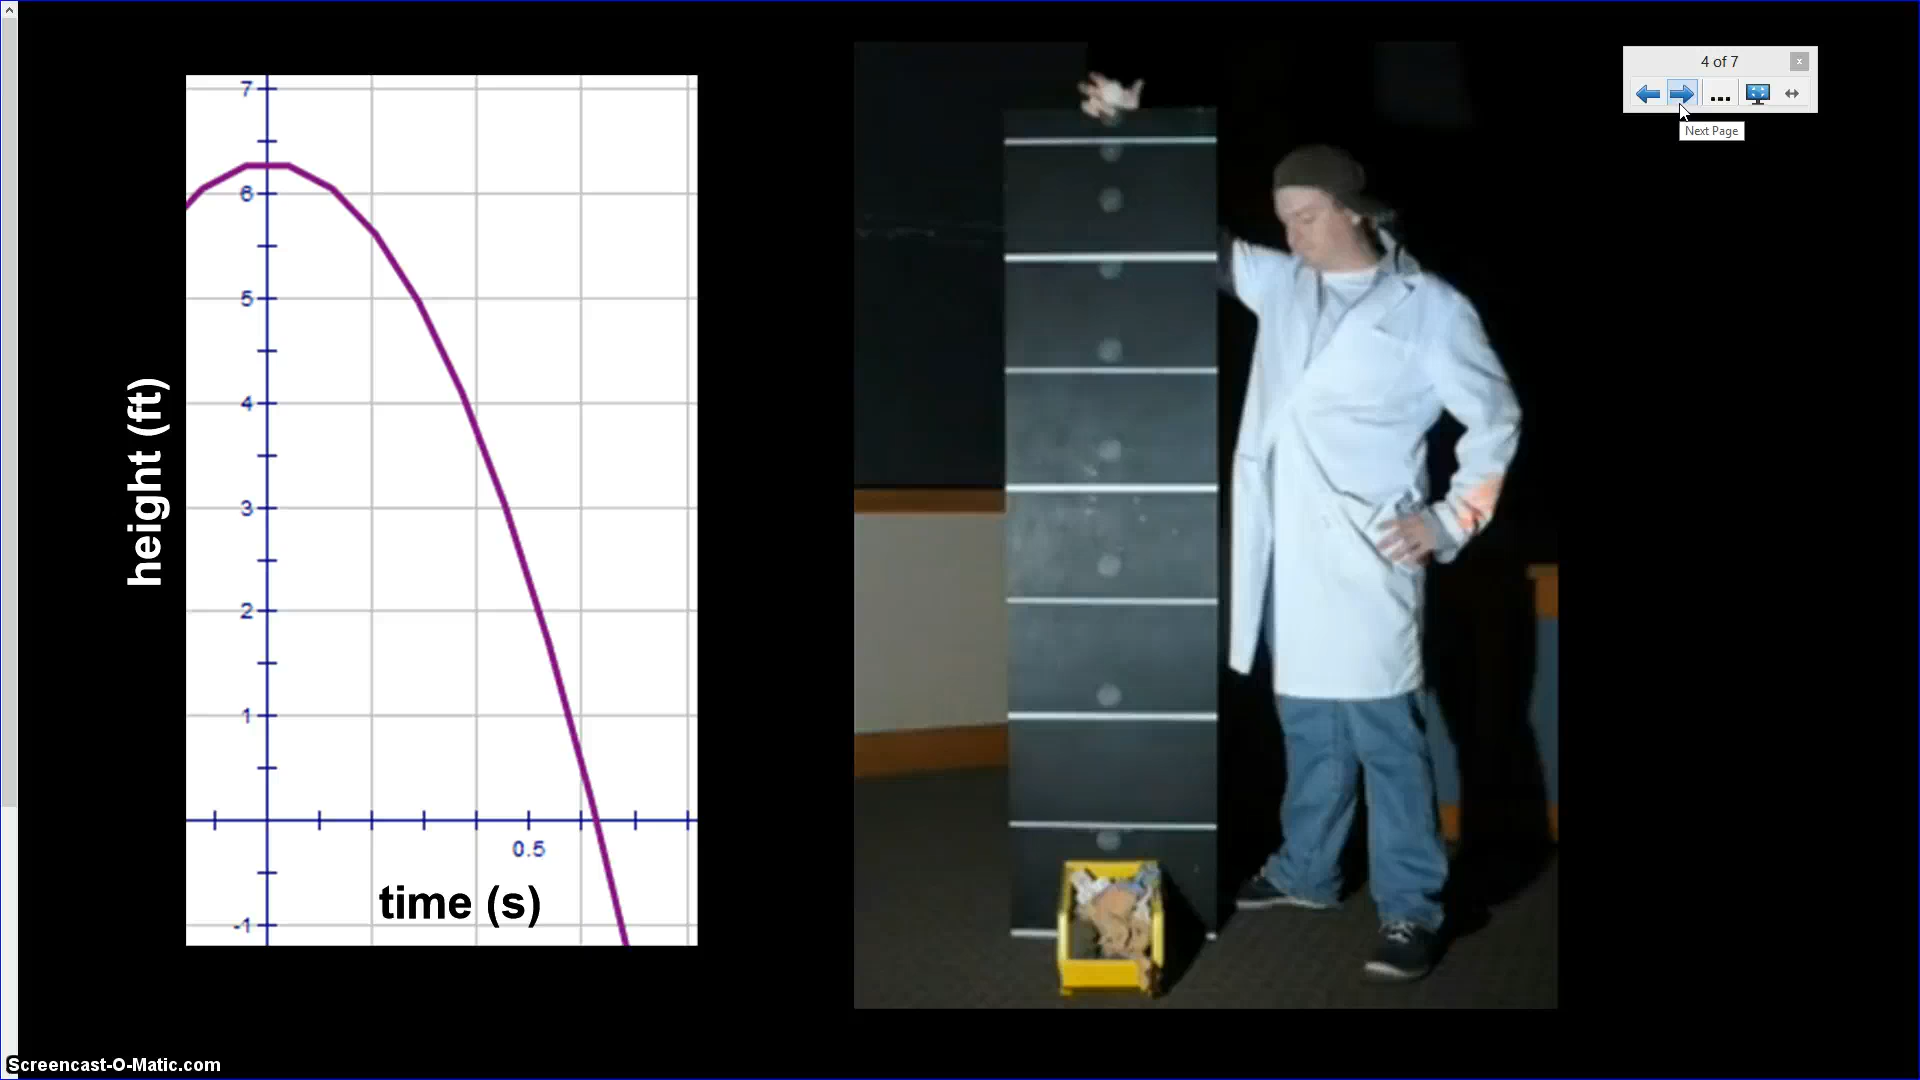 7
6
5
4
3
2
1
-1
height (ft)
0.5
time (s)
4 of 7
x
...
Next Page
Screencast-O-Matic.com